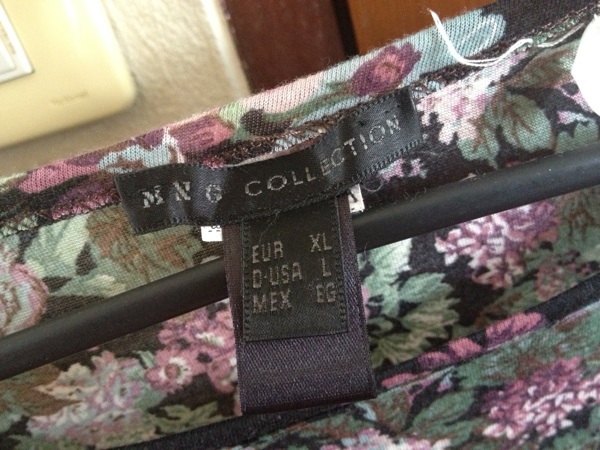 MNG COLLECTION
EUR XL
D·USA L
MEX EG